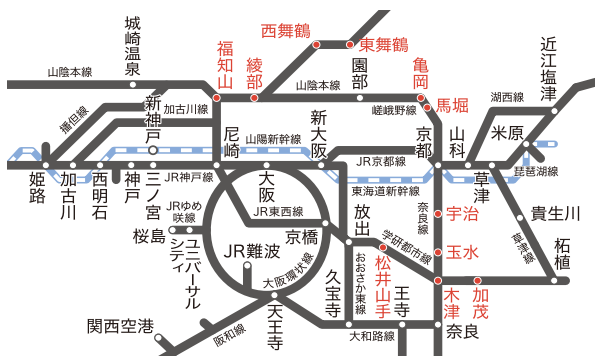 西舞鶴
東舞鶴
城崎温泉
福知山
綾部
園部
亀岡
近江塩津
山陰本線
山陰本線
湖西線
馬堀
嵯峨野線
播但線
新神戸
加古川線
尼崎
山陽新幹線
新大阪
京都
山科
米原
JR京都線
琵琶湖線
姫路
加古川
西明石
神戸
三ノ宮
JR神戸線
大阪
東海道新幹線
草津
JRゆめ咲線
JR東西線
放出
奈良線
宇治
貴生川
桜島
ユニバーサルシティ
京橋
学研都市線
草津線
柘植
JR難波
大阪環状線
久宝寺
おおさか東線
松井山手
玉水
王寺
木津
加茂
関西空港
阪和線
天王寺
大和路線
奈良